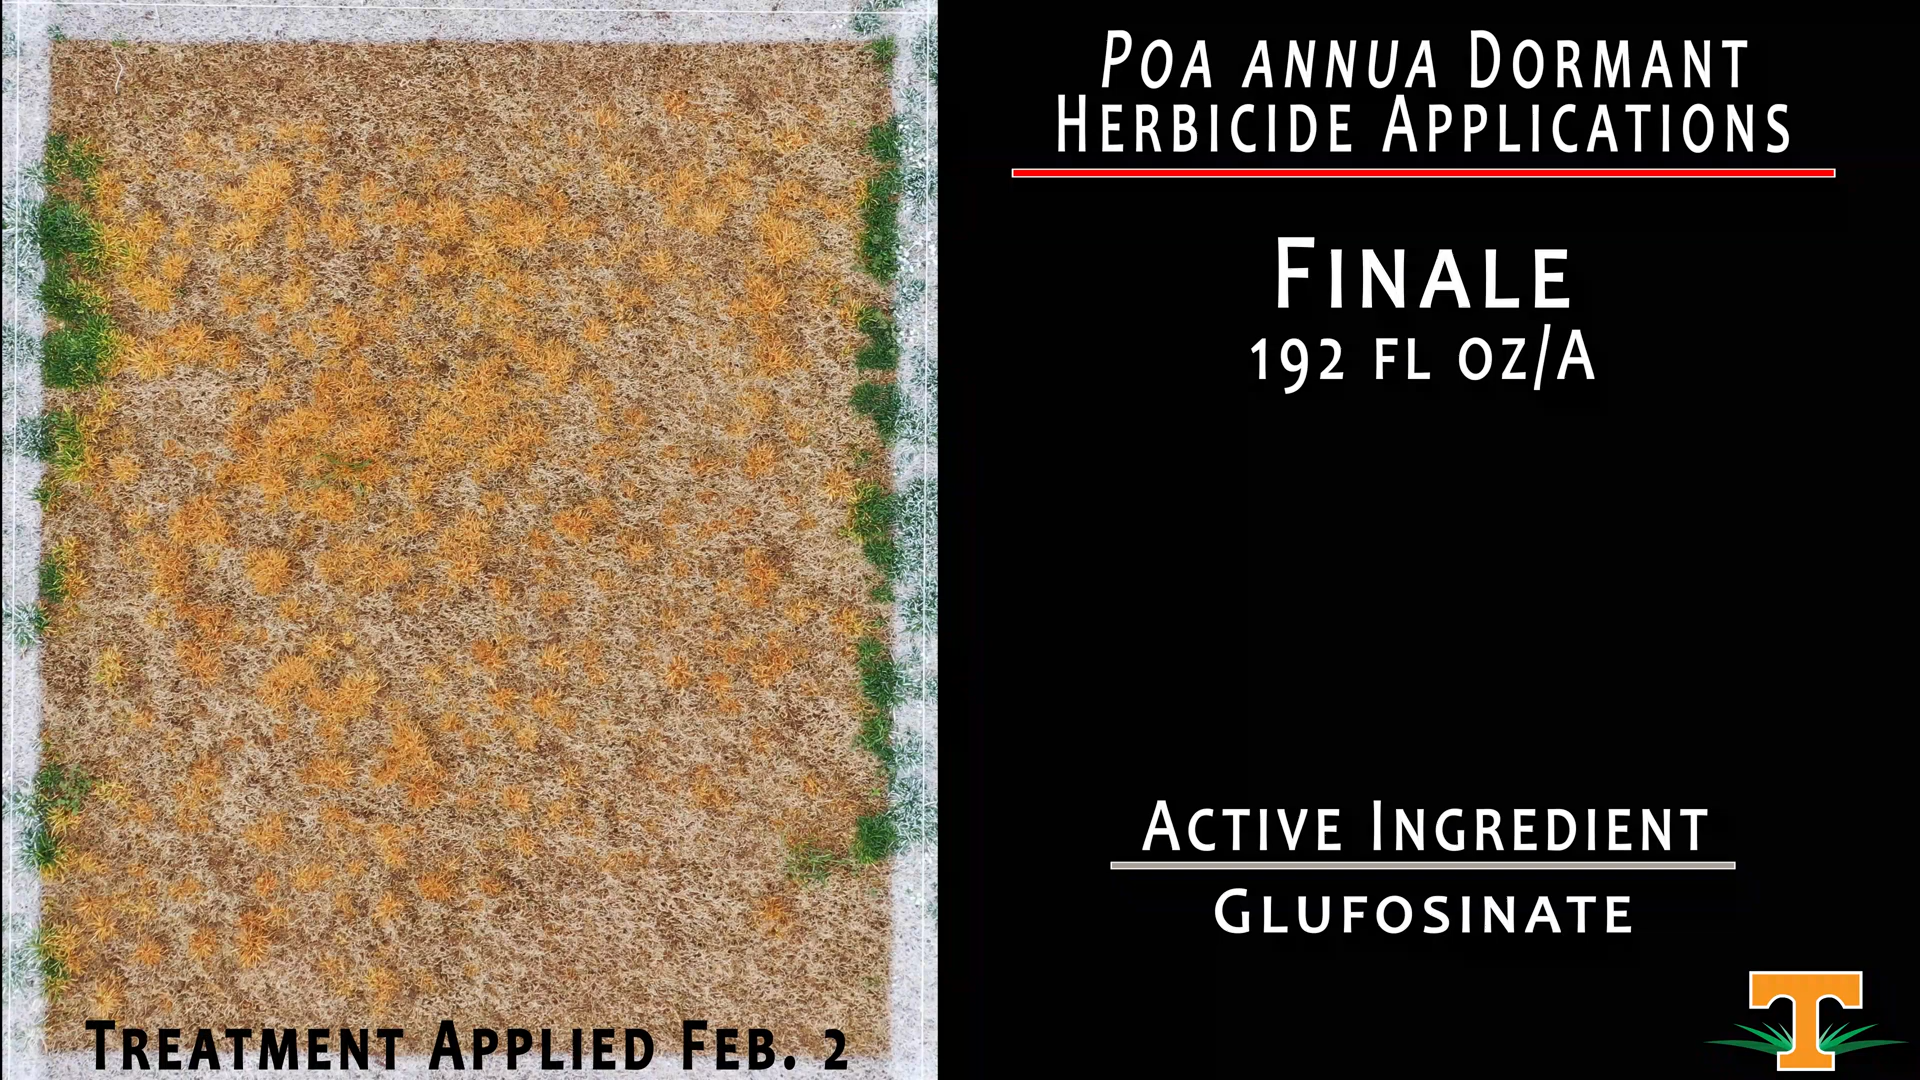 Poa annua Dormant
Herbicide Applications
Finale
192 fl oz/A
Active Ingredient
Glufosinate
T
Treatment Applied Feb. 2